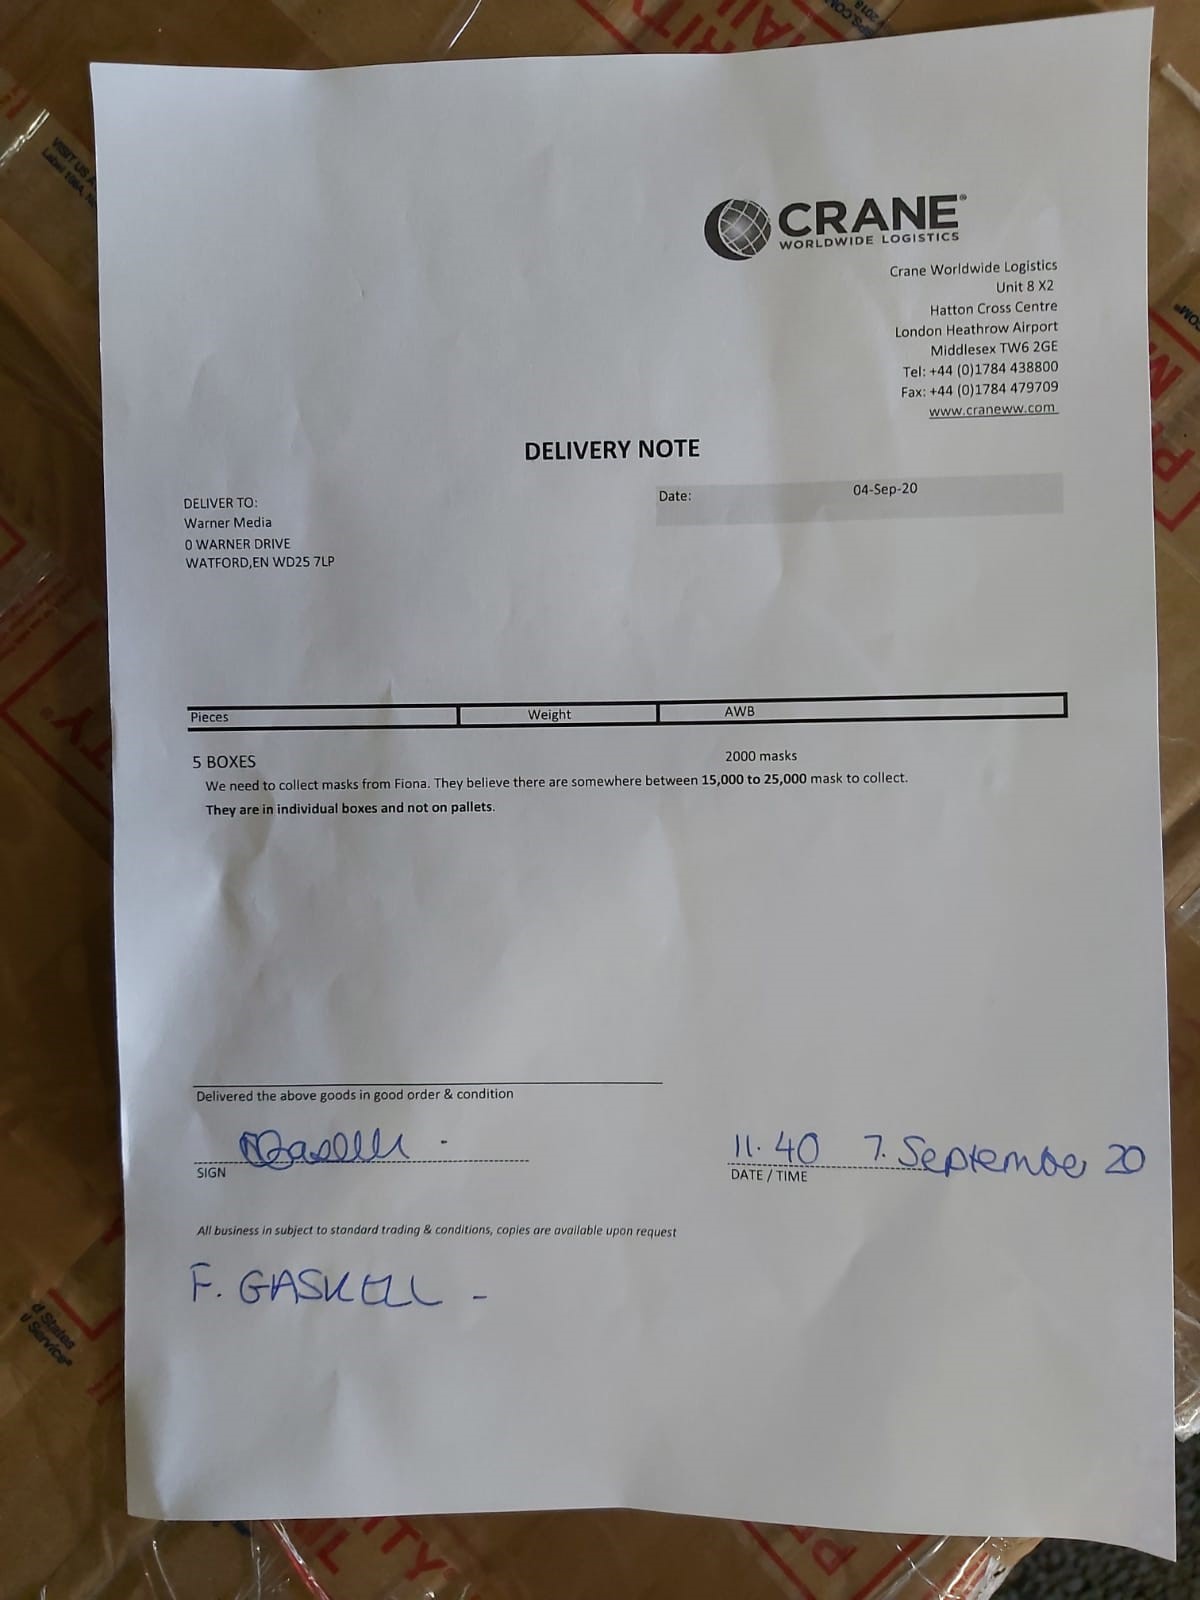 CRANE®
WORLDWIDE LOGISTICS
Crane Worldwide Logistics
Unit 8 X2
Hatton Cross Centre
London Heathrow Airport
Middlesex TW6 2GE
Tel: +44 (0)1784 438800
Fax: +44 (0)1784 479709
www.craneww.com
DELIVERY NOTE
DELIVER TO:
Warner Media
0 WARNER DRIVE
WATFORD,EN WD25 7LP
Date: 04-Sep-20
Pieces Weight AWB
5 BOXES 2000 masks
We need to collect masks from Fiona. They believe there are somewhere between 15,000 to 25,000 mask to collect.
They are in individual boxes and not on pallets.
Delivered the above goods in good order & condition
11.40 7. September 20
SIGN DATE / TIME
All business in subject to standard trading & conditions, copies are available upon request
F. GASKELL -